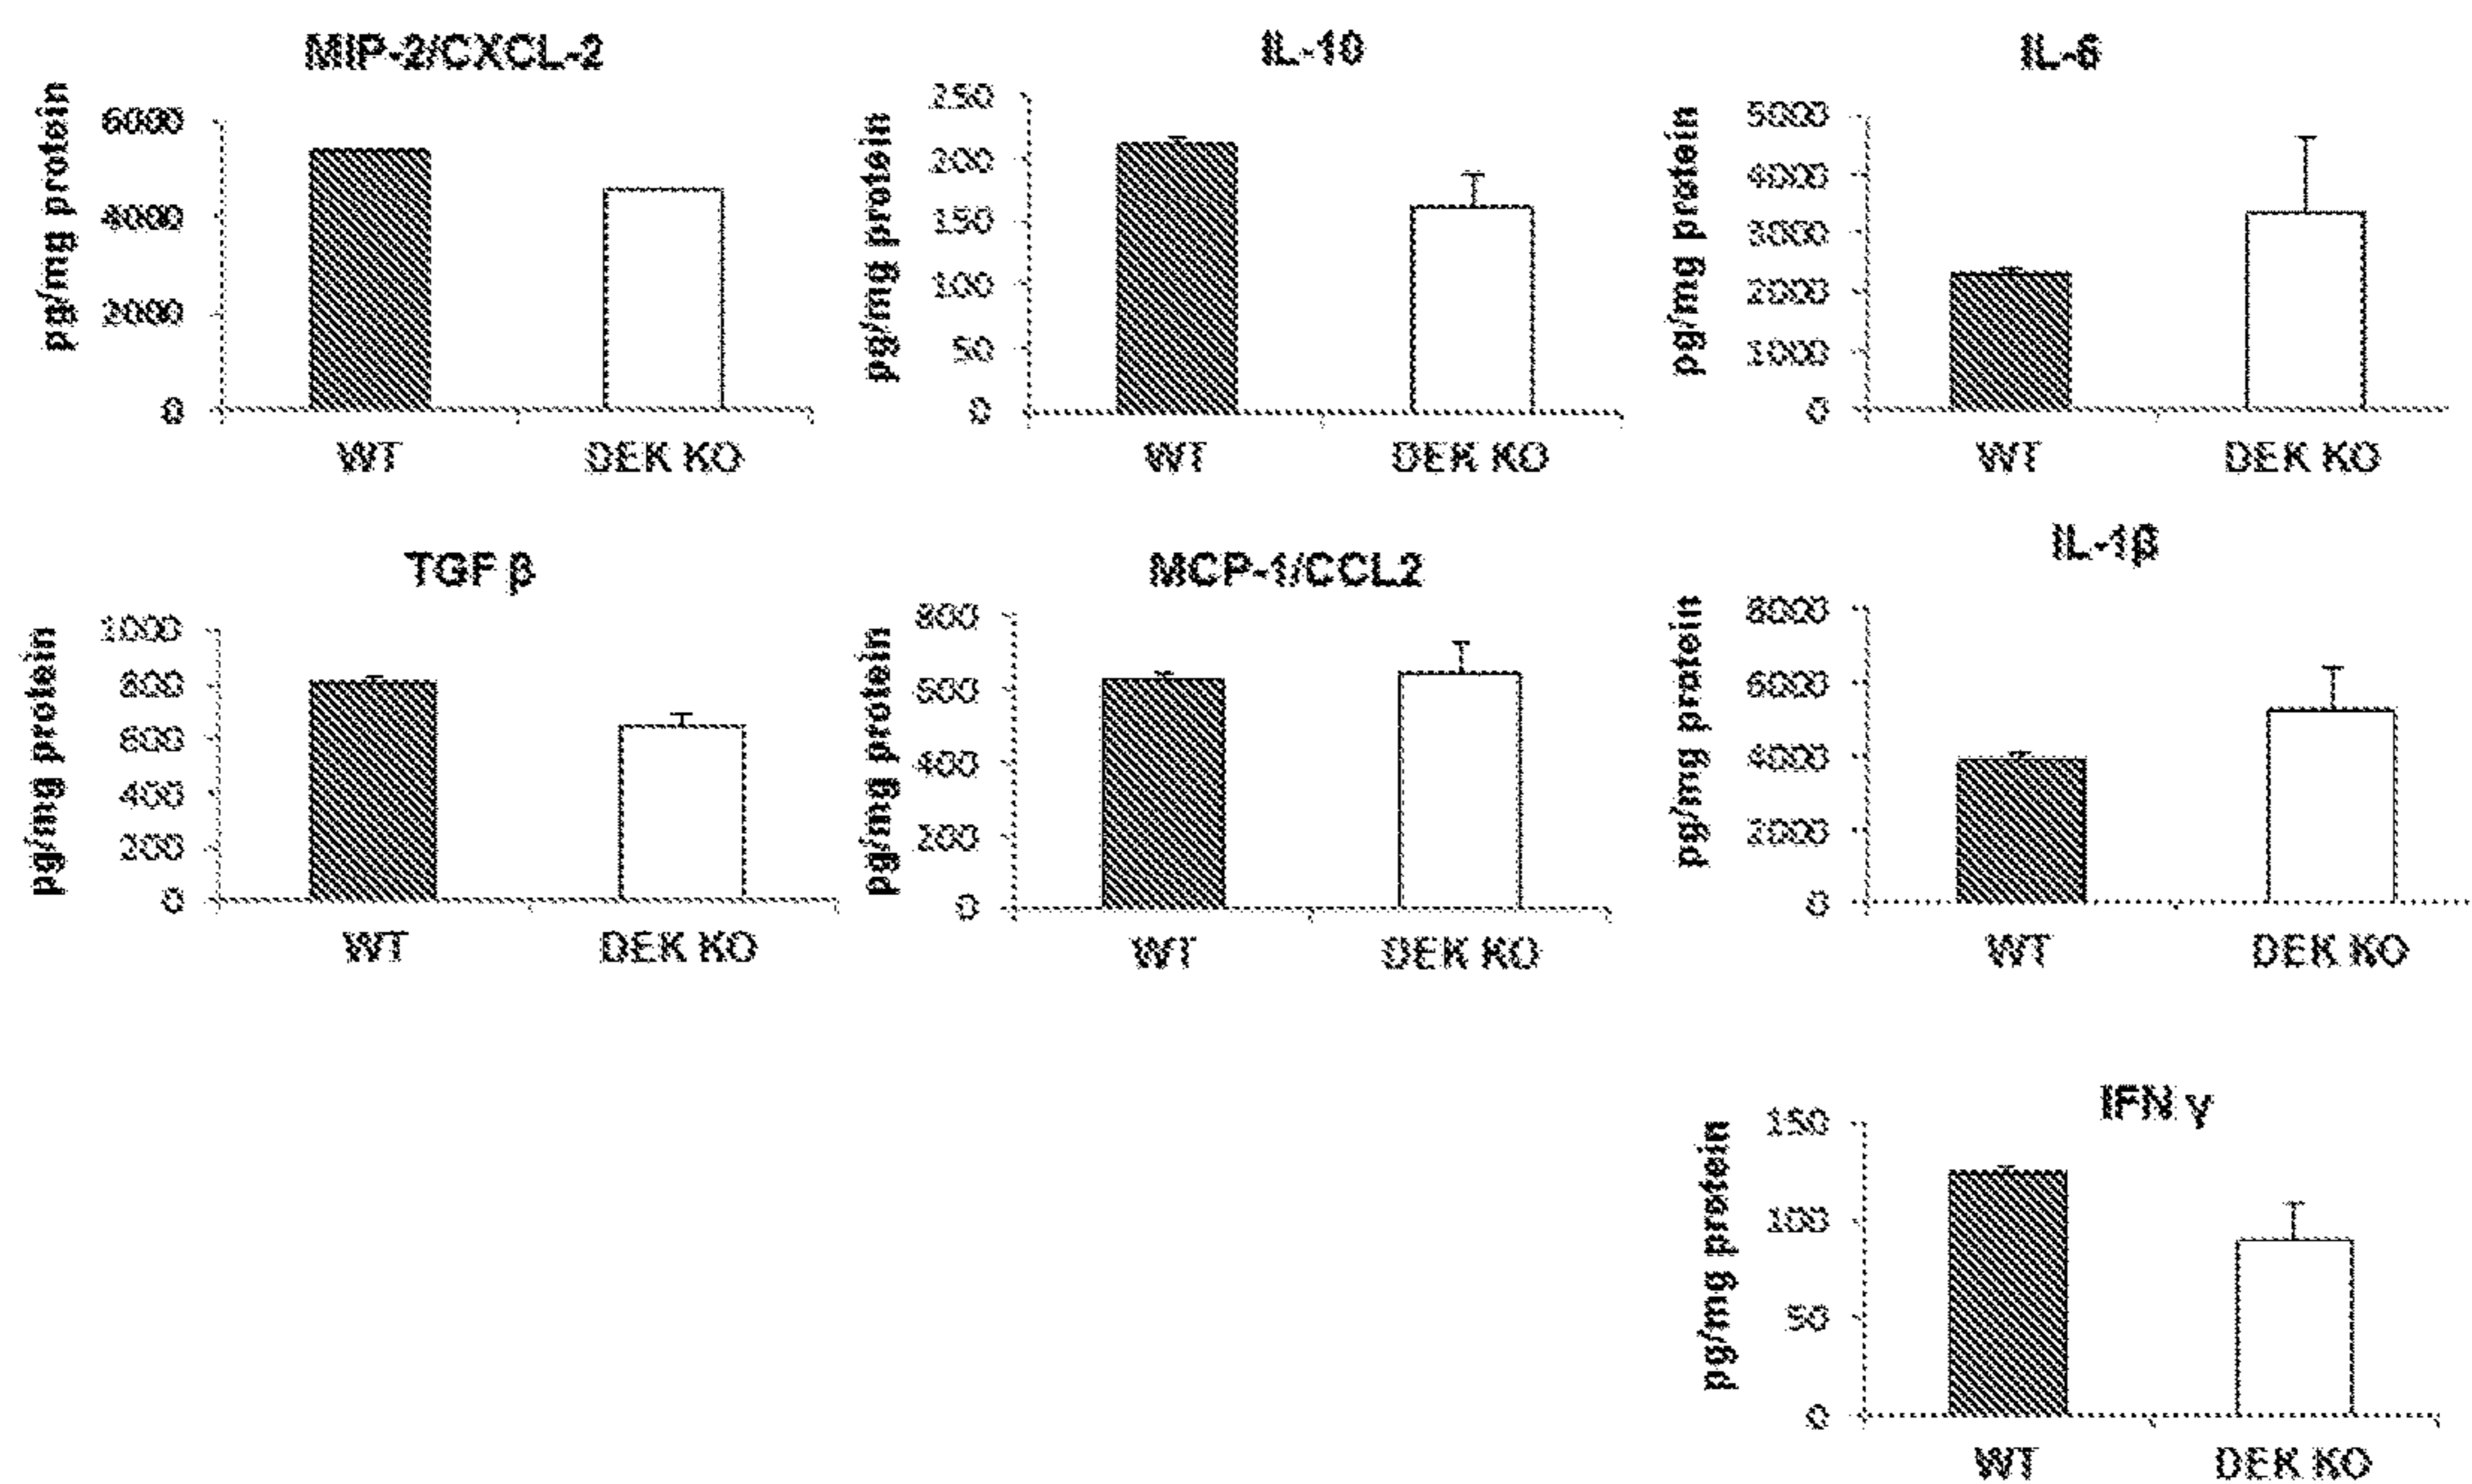 MIP-2/CXCL-2
pg/mg protein
6000
4000
2000
0
WT
DEK KO
IL-10
pg/mg protein
250
200
150
100
50
0
WT
DEK KO
IL-6
pg/mg protein
5000
4000
3000
2000
1000
0
WT
DEK KO
TGF β
pg/mg protein
1000
800
600
400
200
0
WT
DEK KO
MCP-1/CCL2
pg/mg protein
800
600
400
200
0
WT
DEK KO
IL-1β
pg/mg protein
8000
6000
4000
2000
0
WT
DEK KO
IFN γ
pg/mg protein
150
100
50
0
WT
DEK KO